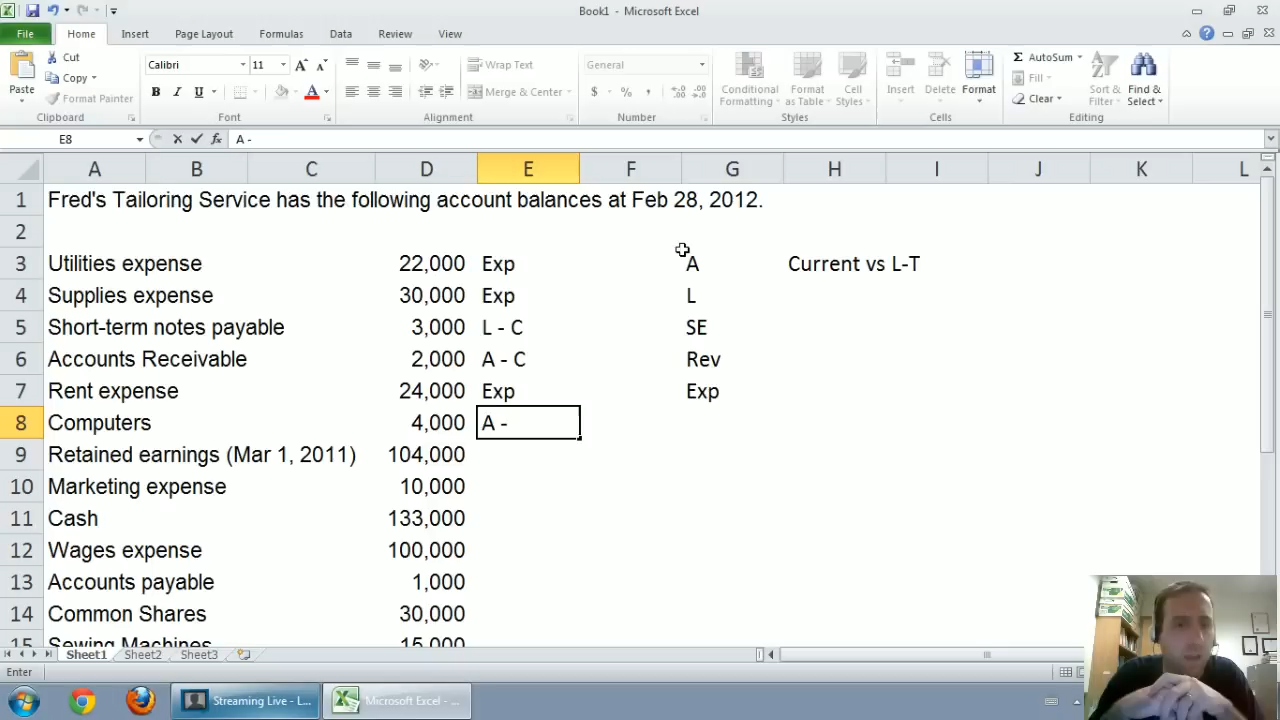 Book1 - Microsoft Excel
File Home Insert Page Layout Formulas Data Review View
Paste Cut Copy Format Painter Clipboard
Calibri 11 B I U A A A Font
Wrap Text Merge & Center Alignment
General $ % , Number
Conditional Formatting Format as Table Cell Styles Styles
Insert Delete Format Cells
Σ AutoSum Fill Clear Sort & Filter Find & Select Editing
E8 fx A -
A B C D E F G H I J K L
1 Fred's Tailoring Service has the following account balances at Feb 28, 2012.
2
3 Utilities expense 22,000 Exp A Current vs L-T
4 Supplies expense 30,000 Exp L
5 Short-term notes payable 3,000 L - C SE
6 Accounts Receivable 2,000 A - C Rev
7 Rent expense 24,000 Exp Exp
8 Computers 4,000 A -
9 Retained earnings (Mar 1, 2011) 104,000
10 Marketing expense 10,000
11 Cash 133,000
12 Wages expense 100,000
13 Accounts payable 1,000
14 Common Shares 30,000
15 Sewing Machines 15,000
Sheet1 Sheet2 Sheet3
Enter
Streaming Live - L... Microsoft Excel - ...